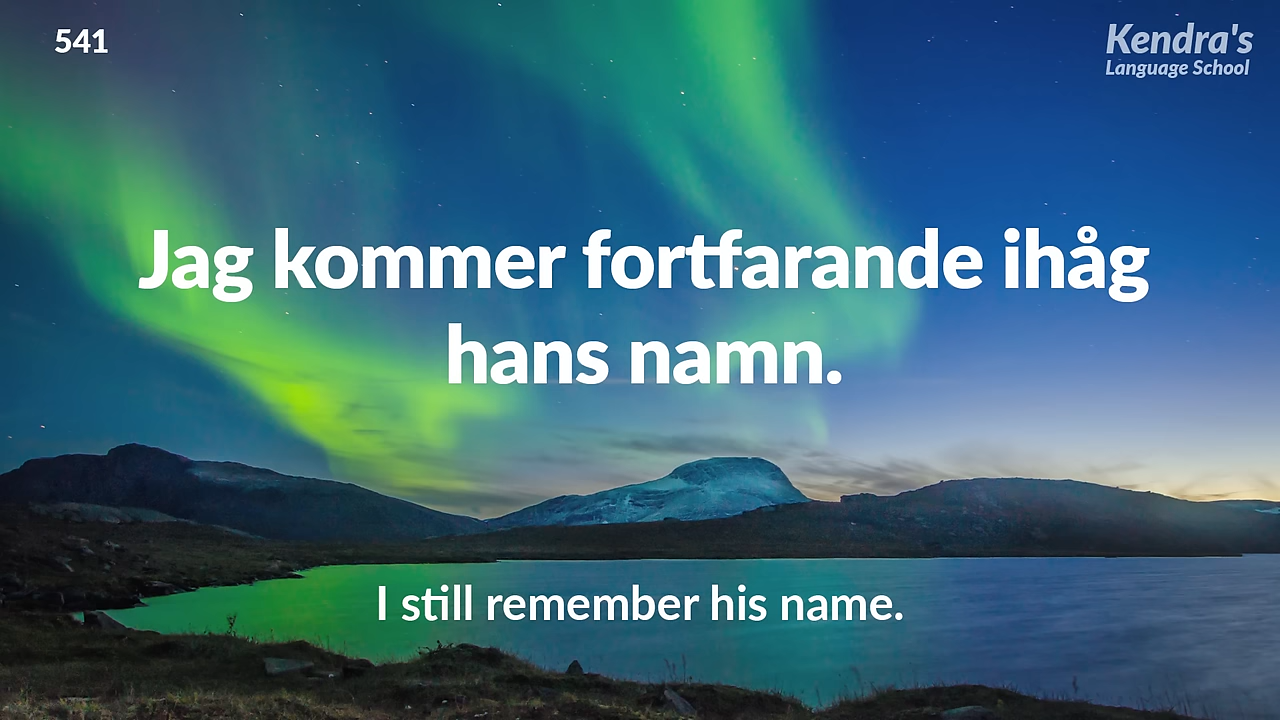 541
Kendra's
Language School
Jag kommer fortfarande ihåg
hans namn.
I still remember his name.